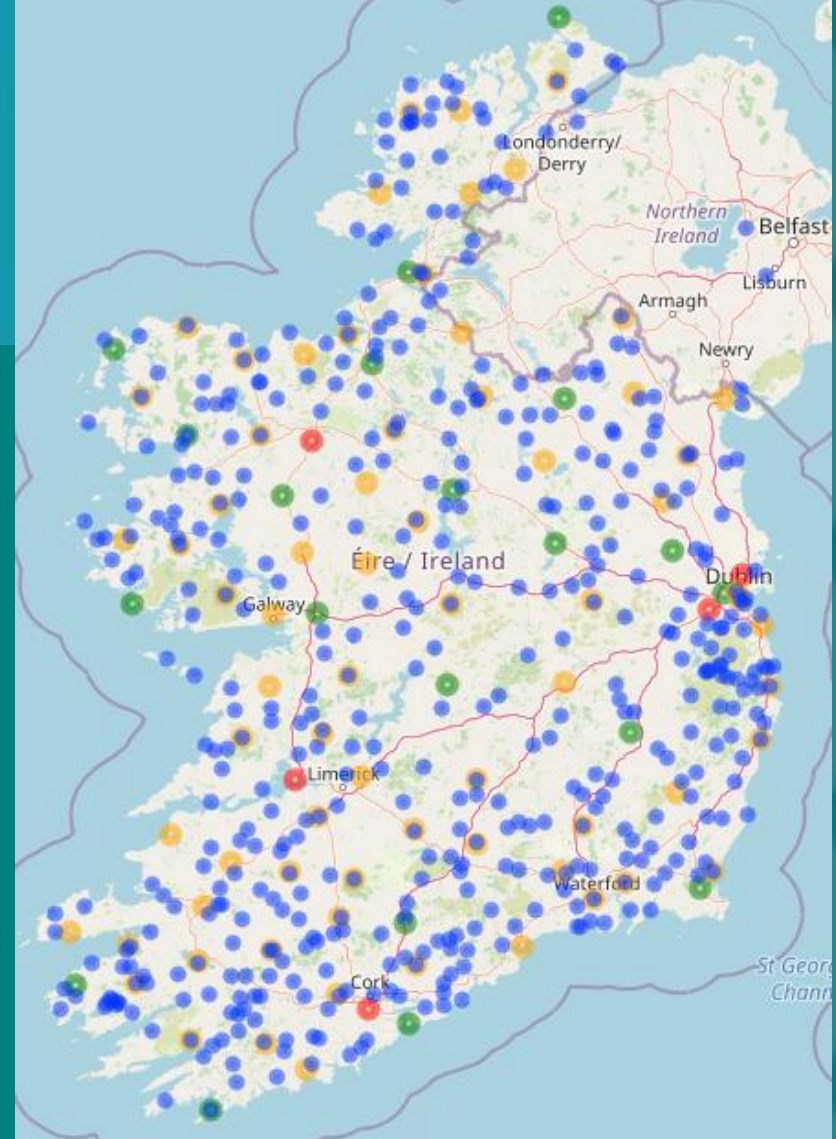 Londonderry/
Derry
Northern
Ireland
Belfast
Lisburn
Armagh
Newry
Éire / Ireland
Dublin
Galway
Limerick
Waterford
Cork
St Georg
Chann